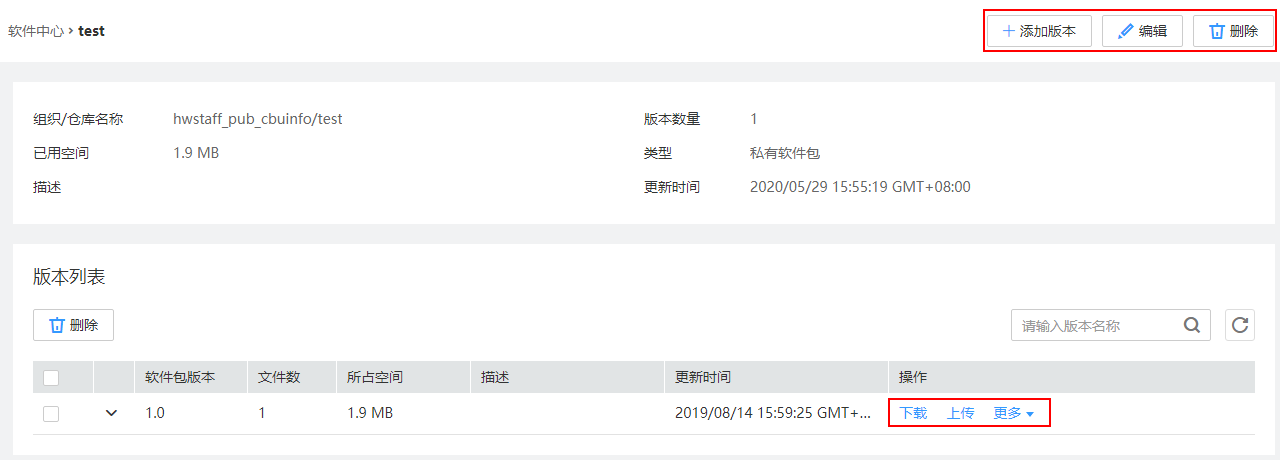 软件中心 > test 添加版本 编辑 删除
组织/仓库名称 hwstaff_pub_cbuinfo/test 版本数量 1
已用空间 1.9 MB 类型 私有软件包
描述 更新时间 2020/05/29 15:55:19 GMT+08:00
版本列表
删除 请输入版本名称
软件包版本 文件数 所占空间 描述 更新时间 操作
1.0 1 1.9 MB 2019/08/14 15:59:25 GMT+... 下载 上传 更多